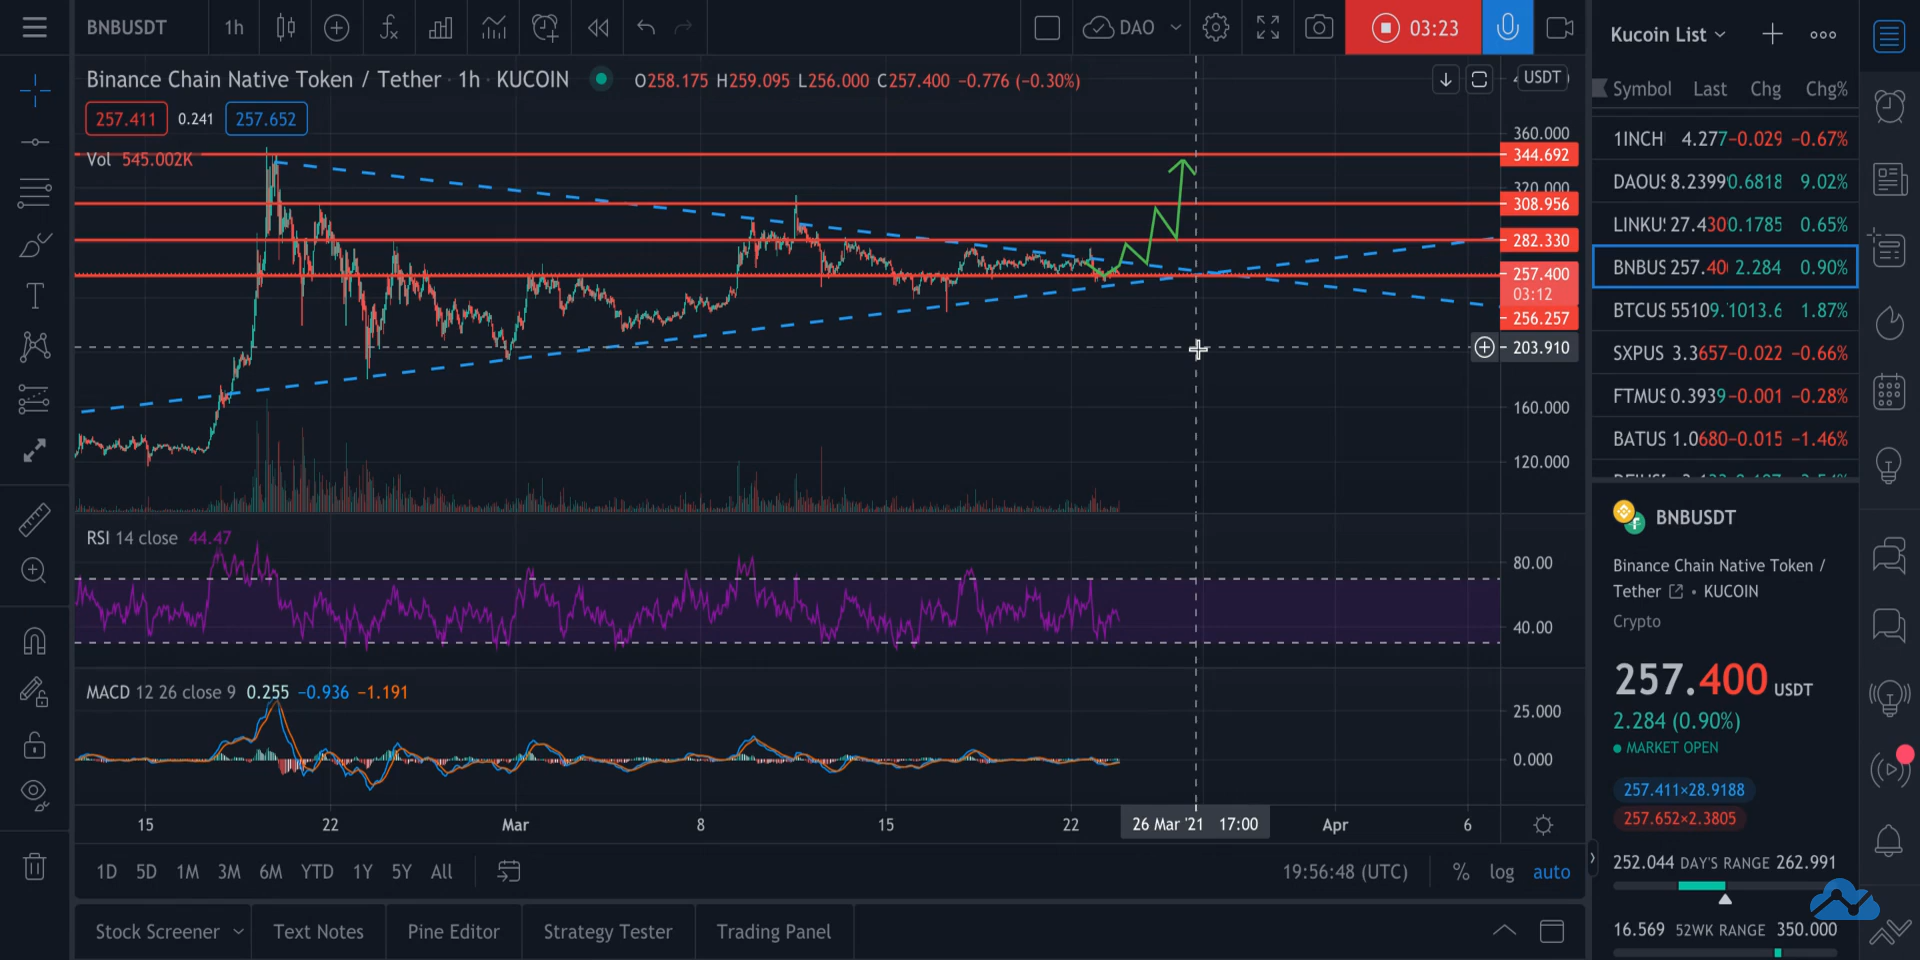 BNBUSDT 1h DAO 03:23
Binance Chain Native Token / Tether · 1h · KUCOIN O258.175 H259.095 L256.000 C257.400 −0.776 (−0.30%) USDT
257.411 0.241 257.652
Vol 545.002K
360.000
344.692
320.000
308.956
282.330
257.400
03:12
256.257
203.910
160.000
120.000
RSI 14 close 44.47
80.00
40.00
MACD 12 26 close 9 0.255 −0.936 −1.191
25.000
0.000
15 22 Mar 8 15 22 26 Mar '21 17:00 Apr 6
1D 5D 1M 3M 6M YTD 1Y 5Y All 19:56:48 (UTC) % log auto
Stock Screener Text Notes Pine Editor Strategy Tester Trading Panel
Kucoin List
Symbol Last Chg Chg%
1INCH 4.277 −0.029 −0.67%
DAOUS 8.2399 0.6818 9.02%
LINKU 27.430 0.1785 0.65%
BNBUS 257.40 2.284 0.90%
BTCUS 55109. 1013.6 1.87%
SXPUS 3.3657 −0.022 −0.66%
FTMUS 0.3939 −0.001 −0.28%
BATUS 1.0680 −0.015 −1.46%
BNBUSDT
Binance Chain Native Token /
Tether • KUCOIN
Crypto
257.400 USDT
2.284 (0.90%)
MARKET OPEN
257.411×28.9188
257.652×2.3805
252.044 DAY'S RANGE 262.991
16.569 52WK RANGE 350.000